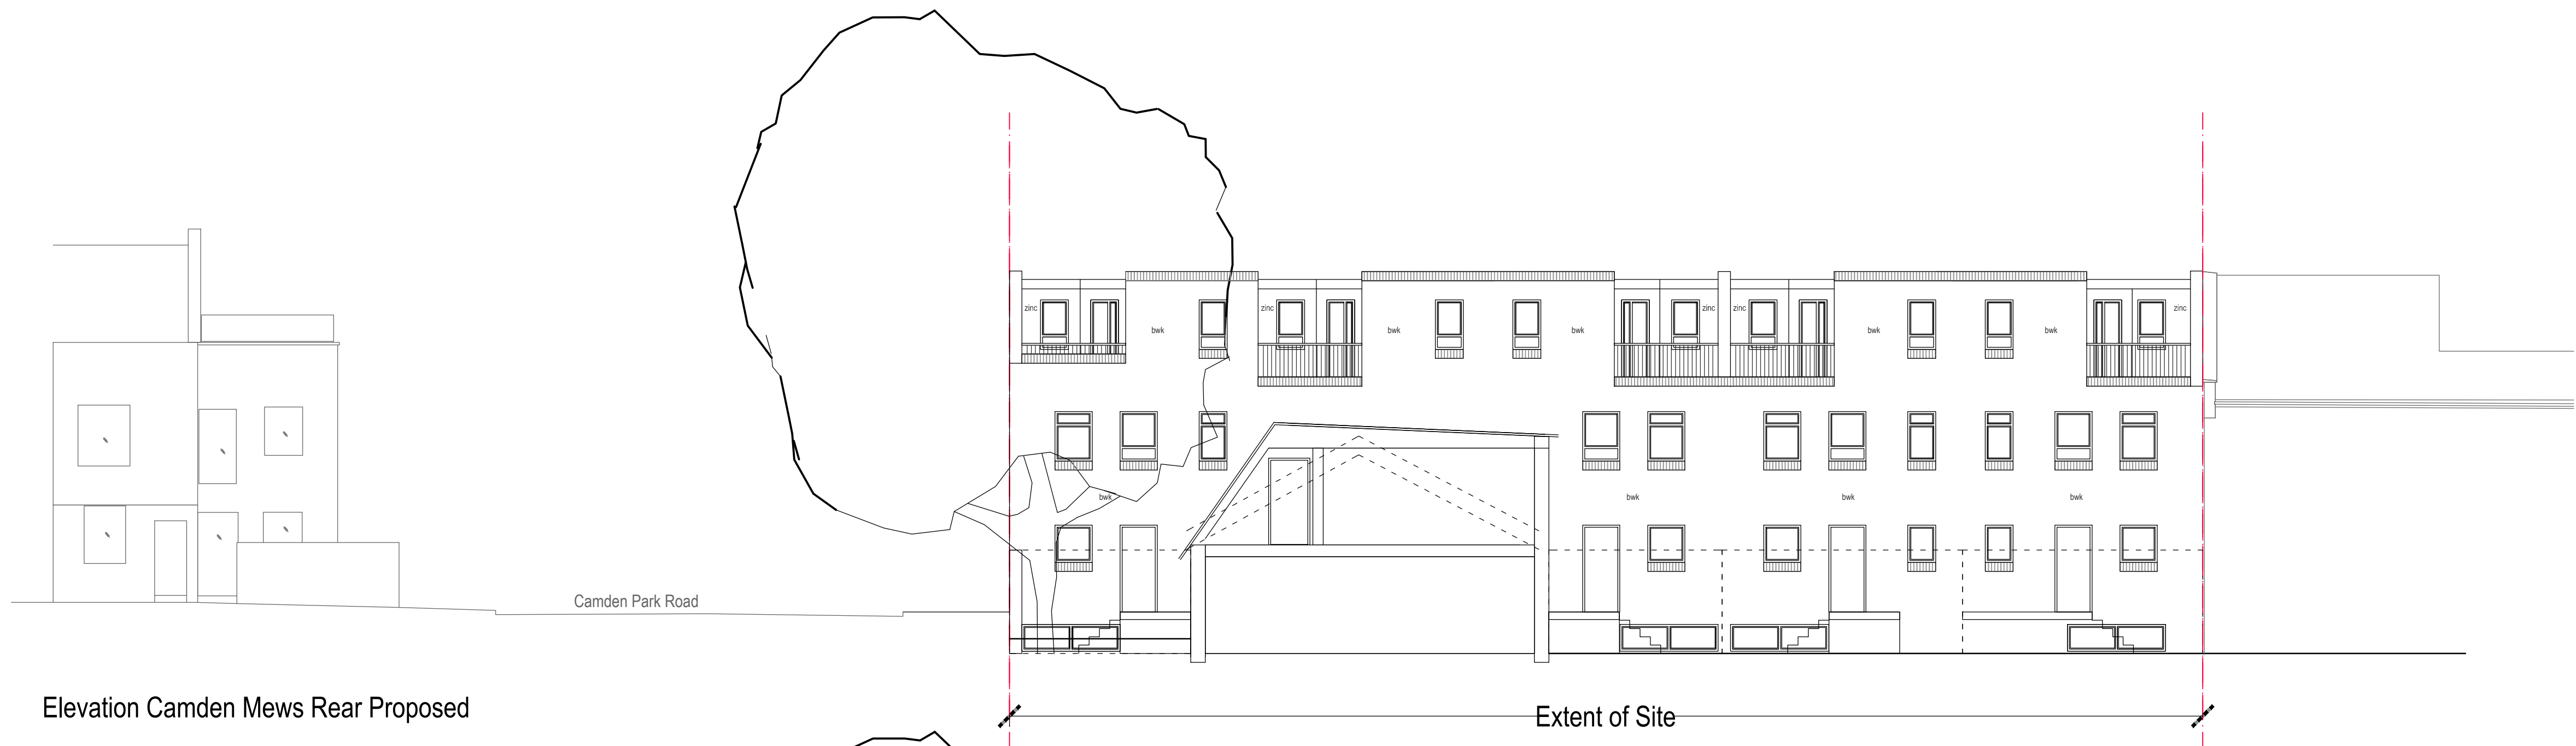 zinc
zinc
zinc
zinc
zinc
bwk
bwk
bwk
bwk
bwk
bwk
bwk
bwk
bwk
Camden Park Road
Elevation Camden Mews Rear Proposed
Extent of Site